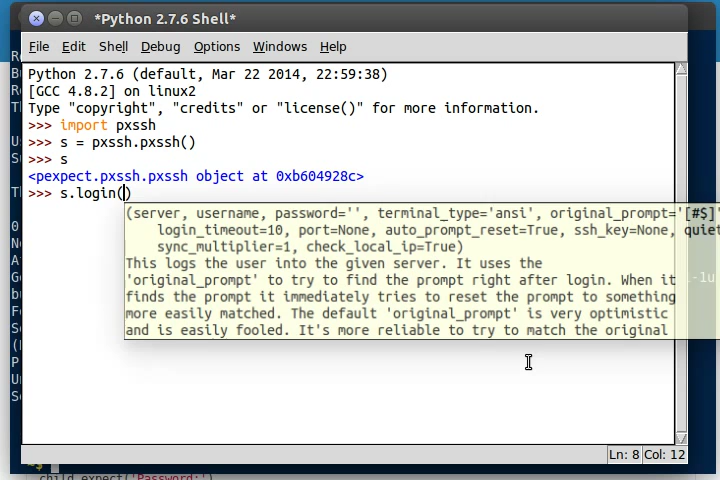 *Python 2.7.6 Shell*
File Edit Shell Debug Options Windows Help
Python 2.7.6 (default, Mar 22 2014, 22:59:38)
[GCC 4.8.2] on linux2
Type "copyright", "credits" or "license()" for more information.
>>> import pxssh
>>> s = pxssh.pxssh()
>>> s
<pexpect.pxssh.pxssh object at 0xb604928c>
>>> s.login()
(server, username, password='', terminal_type='ansi', original_prompt='[#$]'
login_timeout=10, port=None, auto_prompt_reset=True, ssh_key=None, quiet
sync_multiplier=1, check_local_ip=True)
This logs the user into the given server. It uses the
'original_prompt' to try to find the prompt right after login. When it
finds the prompt it immediately tries to reset the prompt to something
more easily matched. The default 'original_prompt' is very optimistic
and is easily fooled. It's more reliable to try to match the original
Ln: 8 Col: 12
child.expect('Password:')